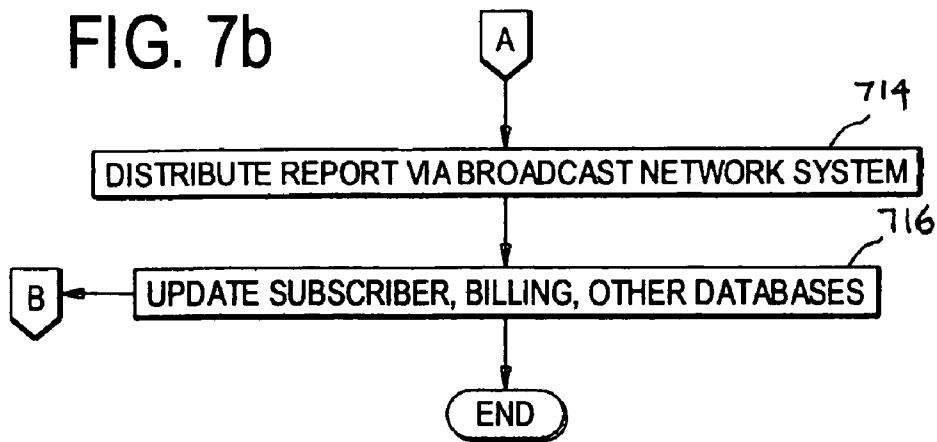 FIG. 7b
A
714
DISTRIBUTE REPORT VIA BROADCAST NETWORK SYSTEM
716
B
UPDATE SUBSCRIBER, BILLING, OTHER DATABASES
END